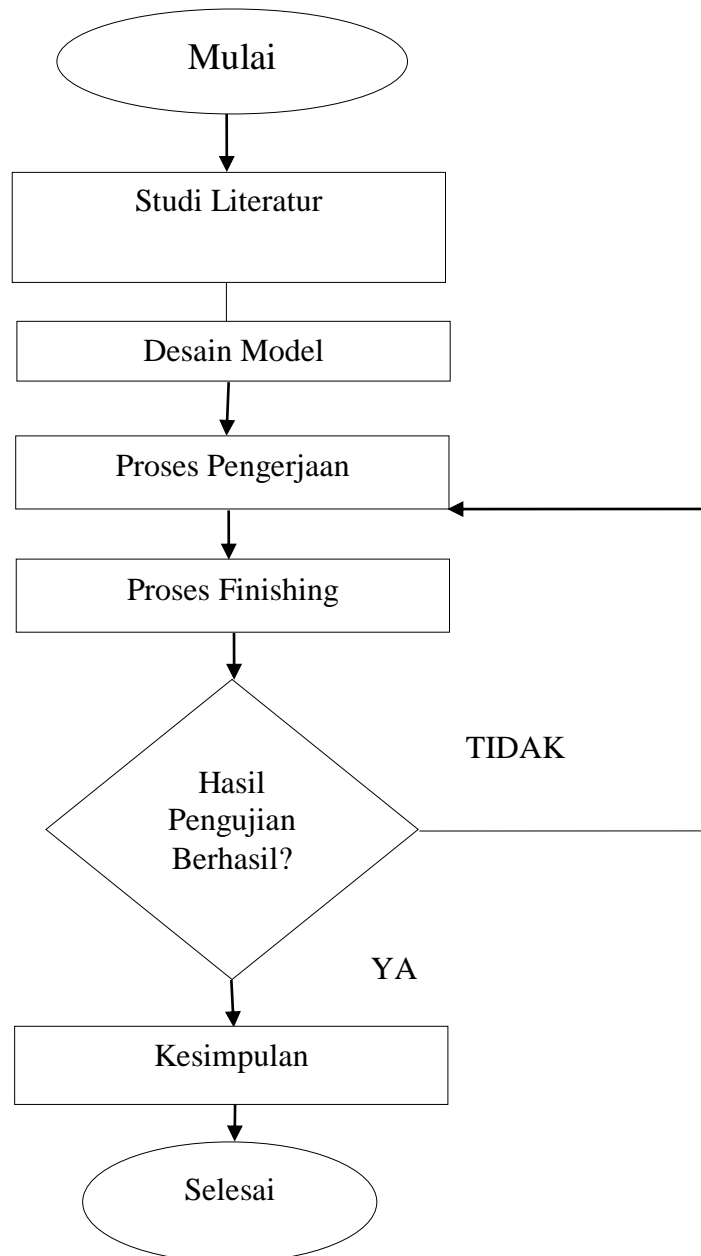 Mulai
Studi Literatur
Desain Model
Proses Pengerjaan
Proses Finishing
TIDAK
Hasil
Pengujian
Berhasil?
YA
Kesimpulan
Selesai